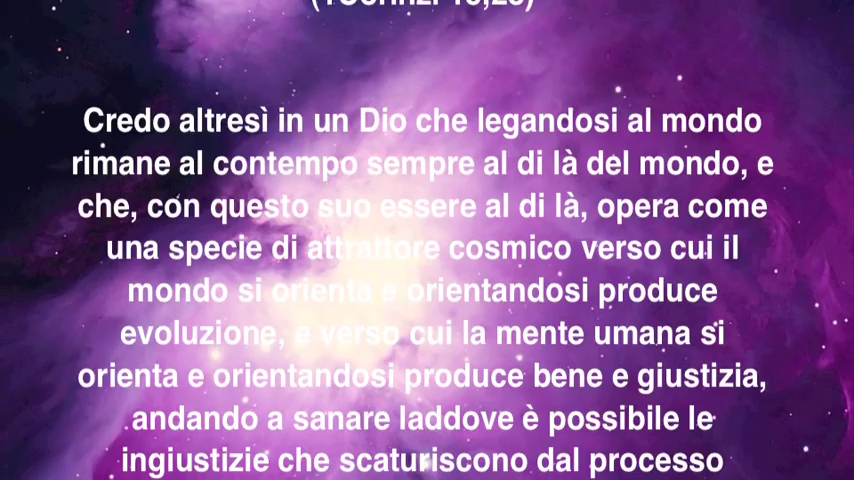 Credo altresì in un Dio che legandosi al mondo
rimane al contempo sempre al di là del mondo, e
che, con questo suo essere al di là, opera come
una specie di attrattore cosmico verso cui il
mondo si orienta e orientandosi produce
evoluzione, e verso cui la mente umana si
orienta e orientandosi produce bene e giustizia,
andando a sanare laddove è possibile le
ingiustizie che scaturiscono dal processo